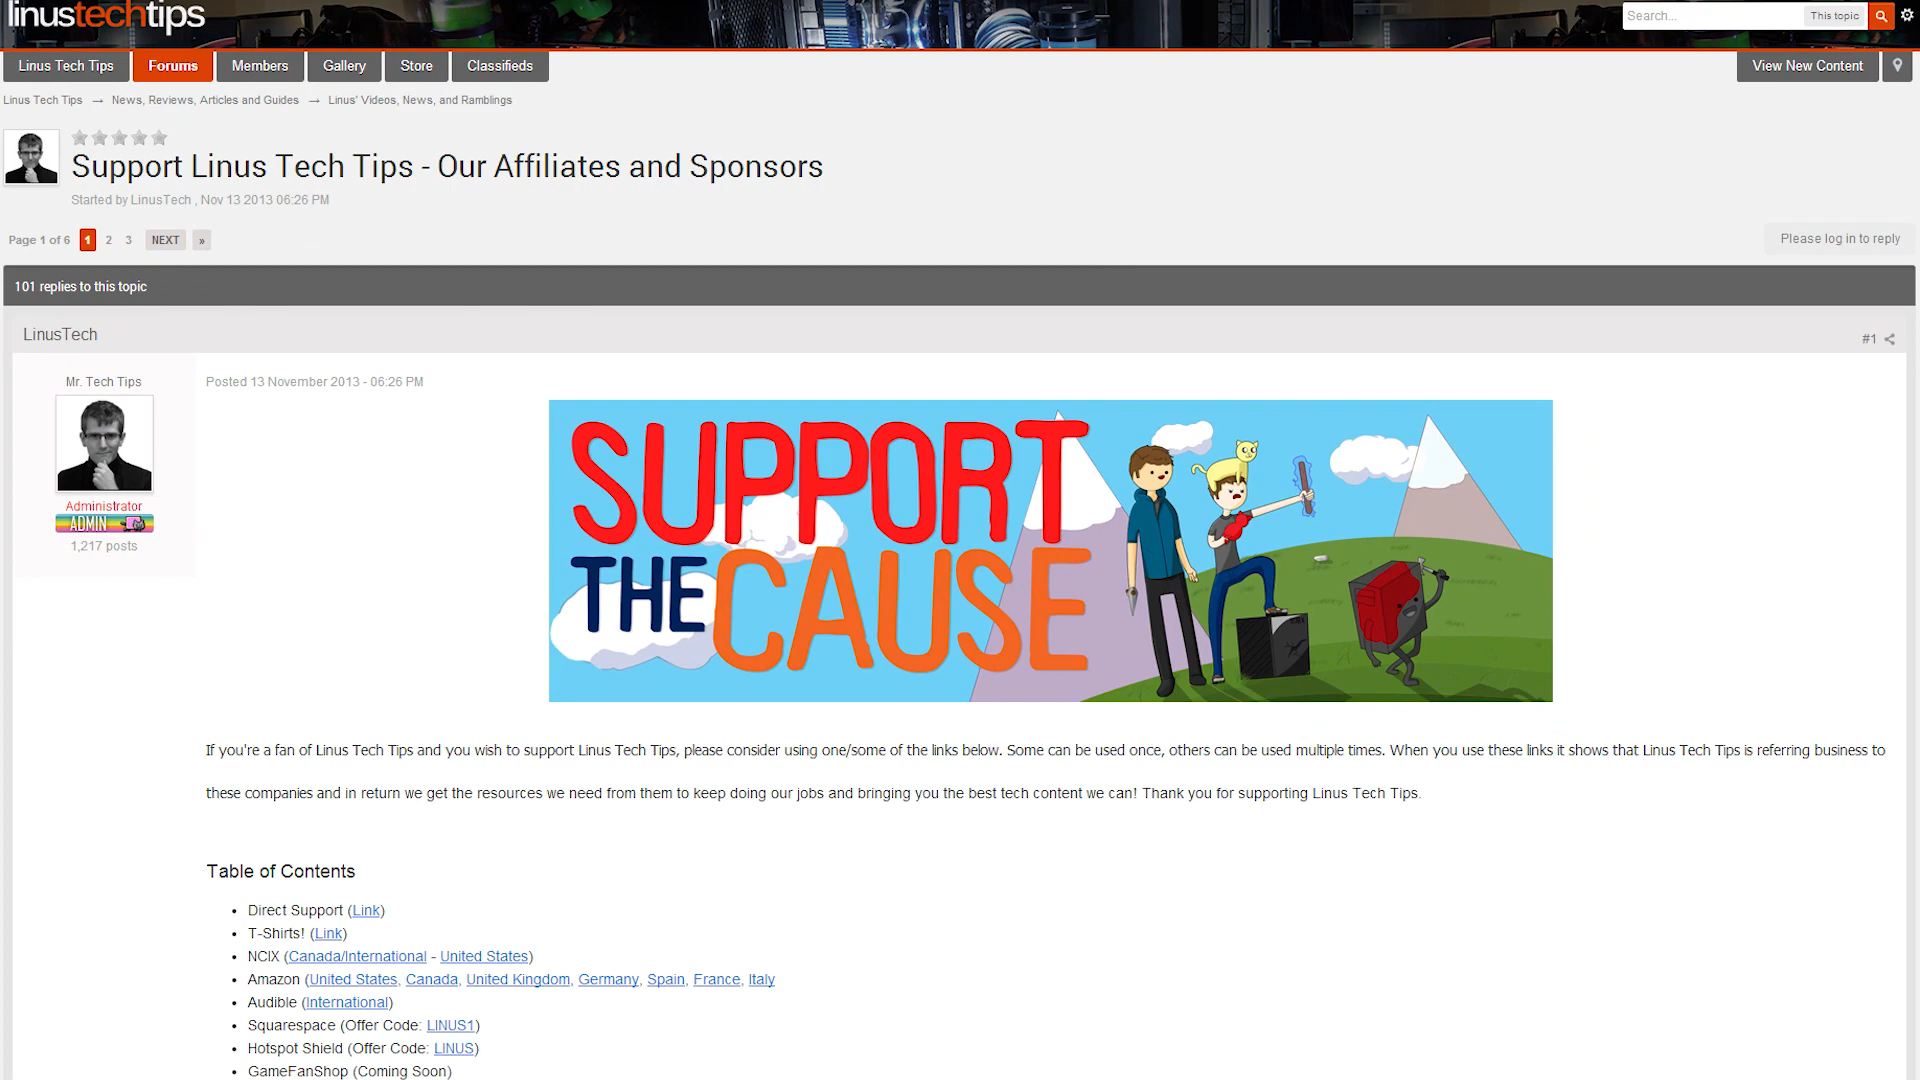 linustechtips
Search...
This topic
Linus Tech Tips
Forums
Members
Gallery
Store
Classifieds
View New Content
Linus Tech Tips → News, Reviews, Articles and Guides → Linus' Videos, News, and Ramblings
Support Linus Tech Tips - Our Affiliates and Sponsors
Started by LinusTech , Nov 13 2013 06:26 PM
Page 1 of 6 1 2 3 NEXT »
Please log in to reply
101 replies to this topic
LinusTech
#1
Mr. Tech Tips
Posted 13 November 2013 - 06:26 PM
Administrator
ADMIN
1,217 posts
SUPPORT
THE CAUSE
If you're a fan of Linus Tech Tips and you wish to support Linus Tech Tips, please consider using one/some of the links below. Some can be used once, others can be used multiple times. When you use these links it shows that Linus Tech Tips is referring business to
these companies and in return we get the resources we need from them to keep doing our jobs and bringing you the best tech content we can! Thank you for supporting Linus Tech Tips.
Table of Contents
• Direct Support (Link)
• T-Shirts! (Link)
• NCIX (Canada/International - United States)
• Amazon (United States, Canada, United Kingdom, Germany, Spain, France, Italy
• Audible (International)
• Squarespace (Offer Code: LINUS1)
• Hotspot Shield (Offer Code: LINUS)
• GameFanShop (Coming Soon)